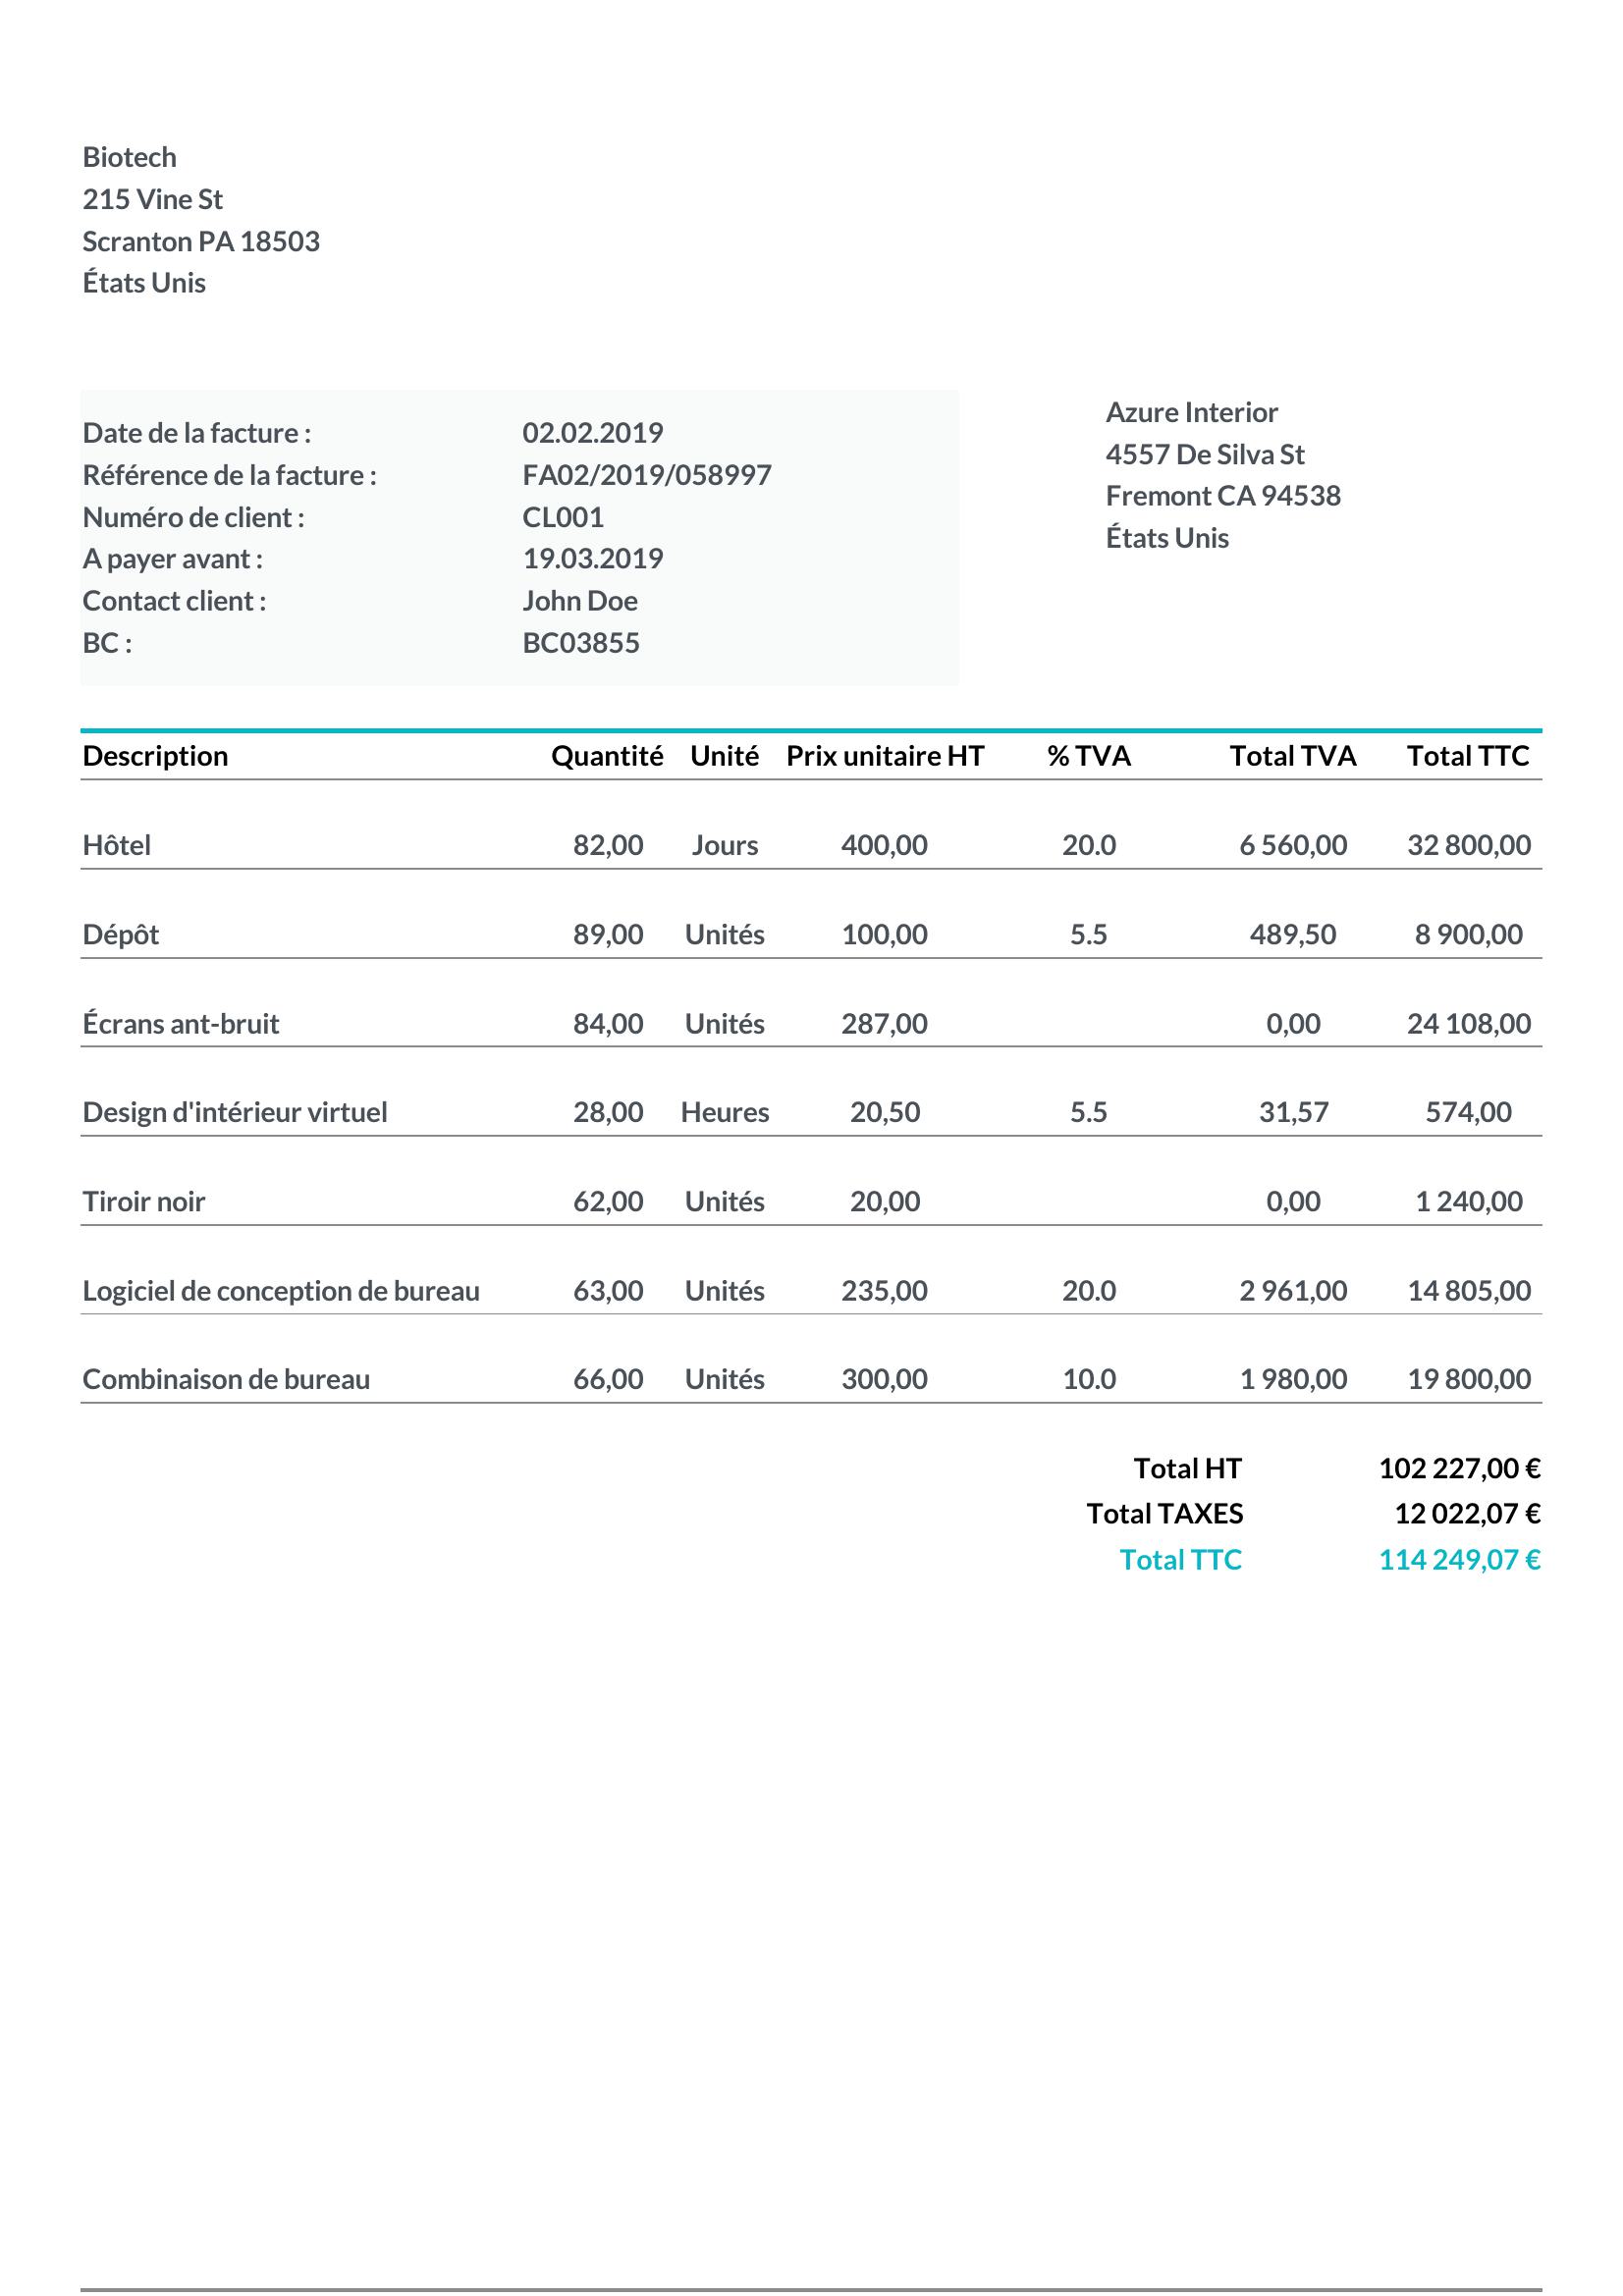 Biotech
215 Vine St
Scranton PA 18503
États Unis
Date de la facture : 02.02.2019
Référence de la facture : FA02/2019/058997
Numéro de client : CL001
A payer avant : 19.03.2019
Contact client : John Doe
BC : BC03855
Azure Interior
4557 De Silva St
Fremont CA 94538
États Unis
Description Quantité Unité Prix unitaire HT % TVA Total TVA Total TTC
Hôtel 82,00 Jours 400,00 20.0 6 560,00 32 800,00
Dépôt 89,00 Unités 100,00 5.5 489,50 8 900,00
Écrans ant-bruit 84,00 Unités 287,00 0,00 24 108,00
Design d'intérieur virtuel 28,00 Heures 20,50 5.5 31,57 574,00
Tiroir noir 62,00 Unités 20,00 0,00 1 240,00
Logiciel de conception de bureau 63,00 Unités 235,00 20.0 2 961,00 14 805,00
Combinaison de bureau 66,00 Unités 300,00 10.0 1 980,00 19 800,00
Total HT 102 227,00 €
Total TAXES 12 022,07 €
Total TTC 114 249,07 €